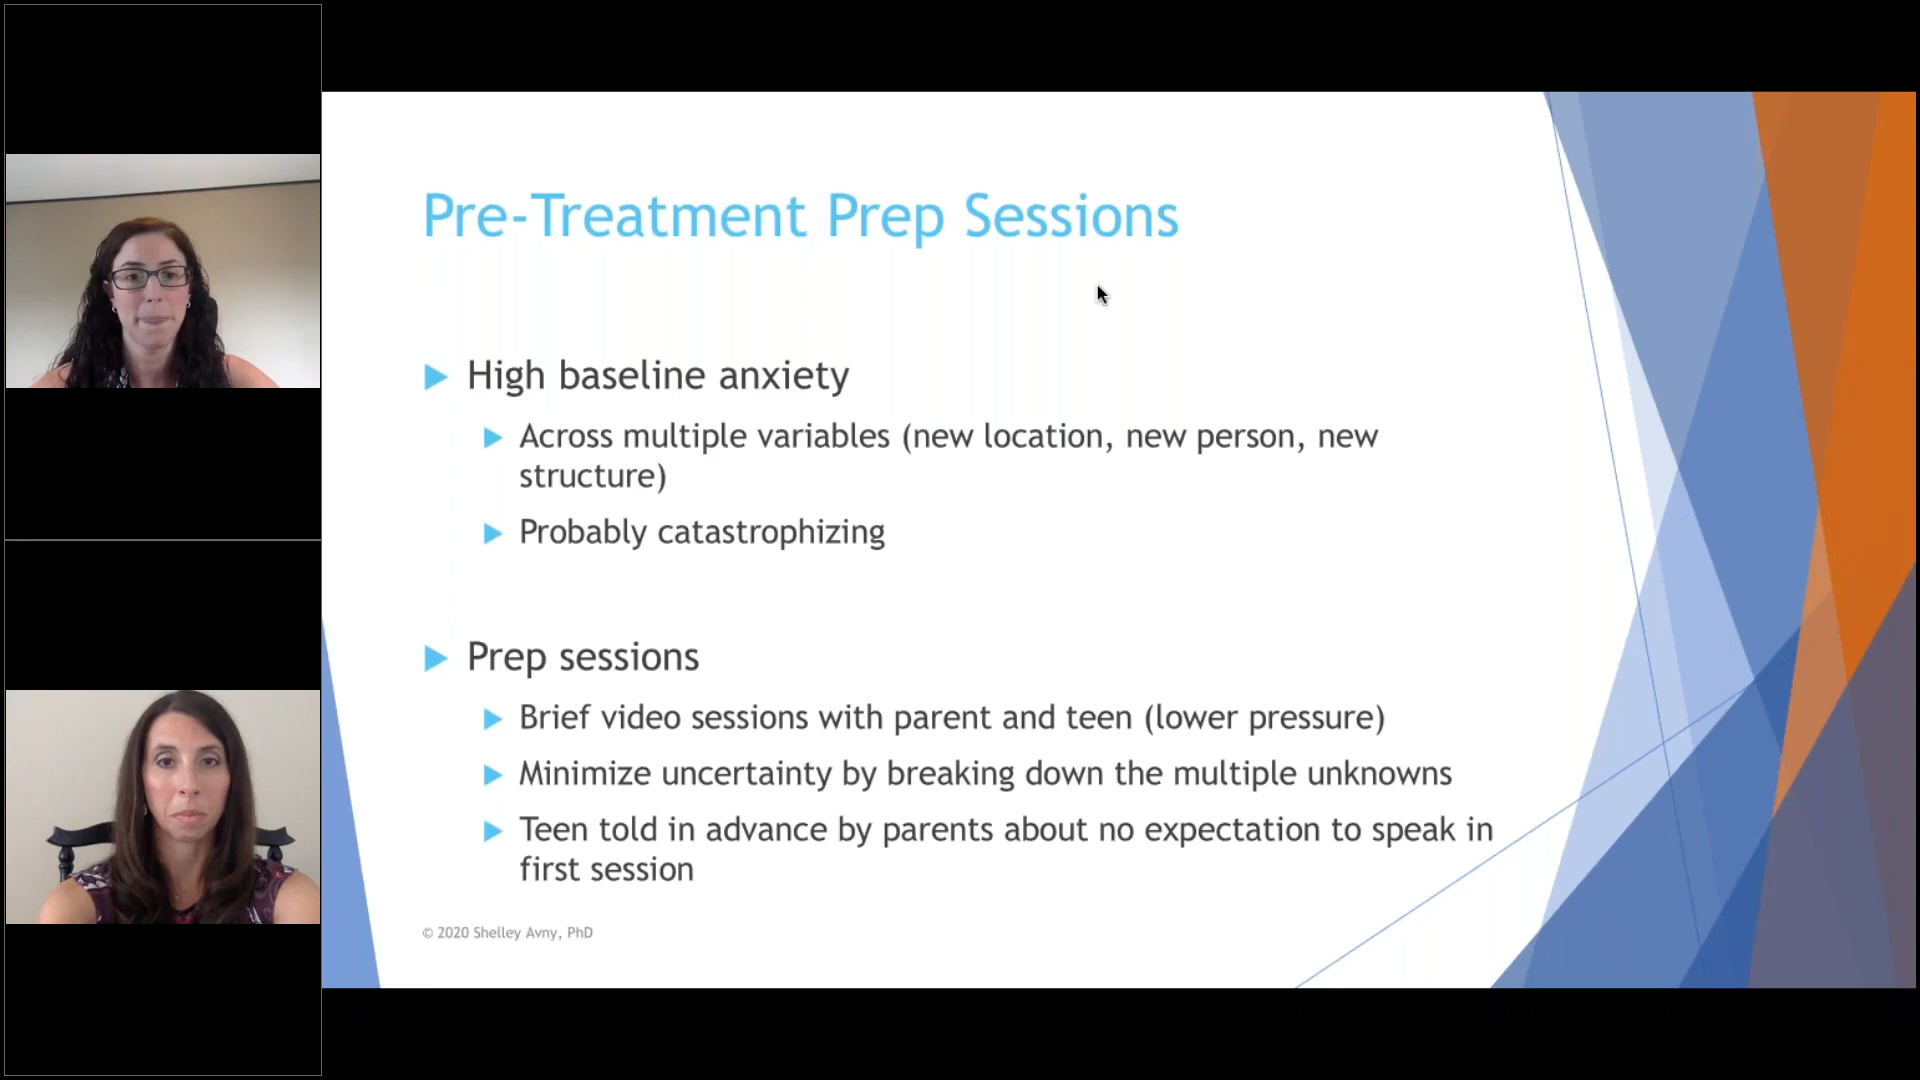 Pre-Treatment Prep Sessions
High baseline anxiety
Across multiple variables (new location, new person, new
structure)
Probably catastrophizing
Prep sessions
Brief video sessions with parent and teen (lower pressure)
Minimize uncertainty by breaking down the multiple unknowns
Teen told in advance by parents about no expectation to speak in
first session
© 2020 Shelley Avny, PhD